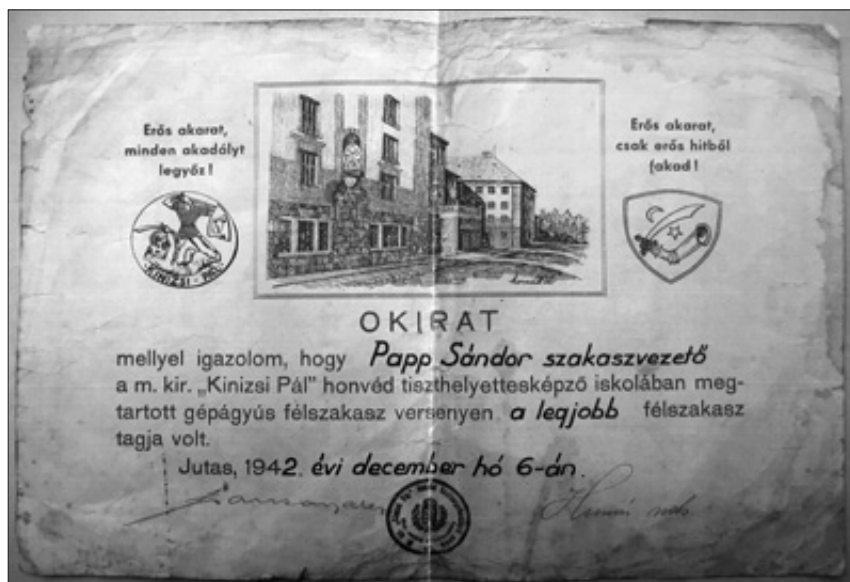 Erős akarat,
minden akadályt
legyőz!
Erős akarat,
csak erős hitből
fakad!
KINIZSI - PÁL
OKIRAT
mellyel igazolom, hogy Papp Sándor szakaszvezető
a m. kir. „Kinizsi Pál" honvéd tiszthelyettesképző iskolában meg-
tartott gépágyús félszakasz versenyen a legjobb félszakasz
tagja volt.
Jutas, 1942. évi december hó 6-án.